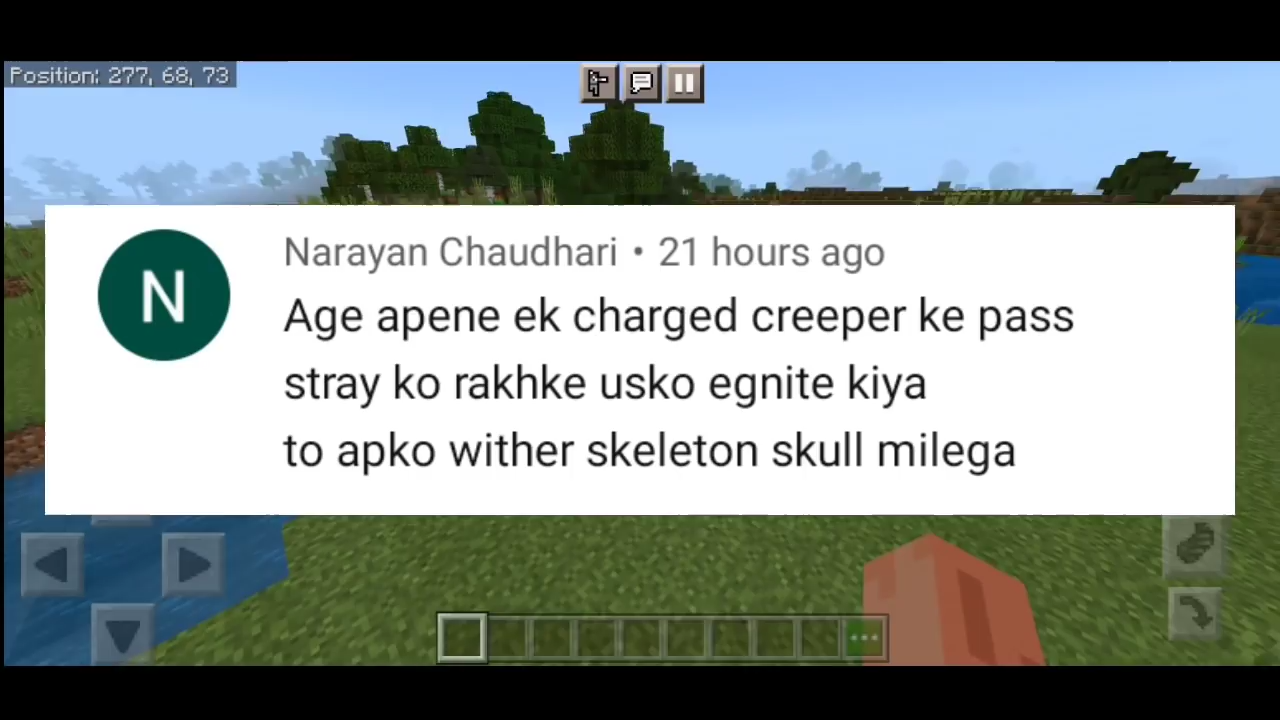 Position: 277, 68, 73
N
Narayan Chaudhari • 21 hours ago
Age apene ek charged creeper ke pass
stray ko rakhke usko egnite kiya
to apko wither skeleton skull milega